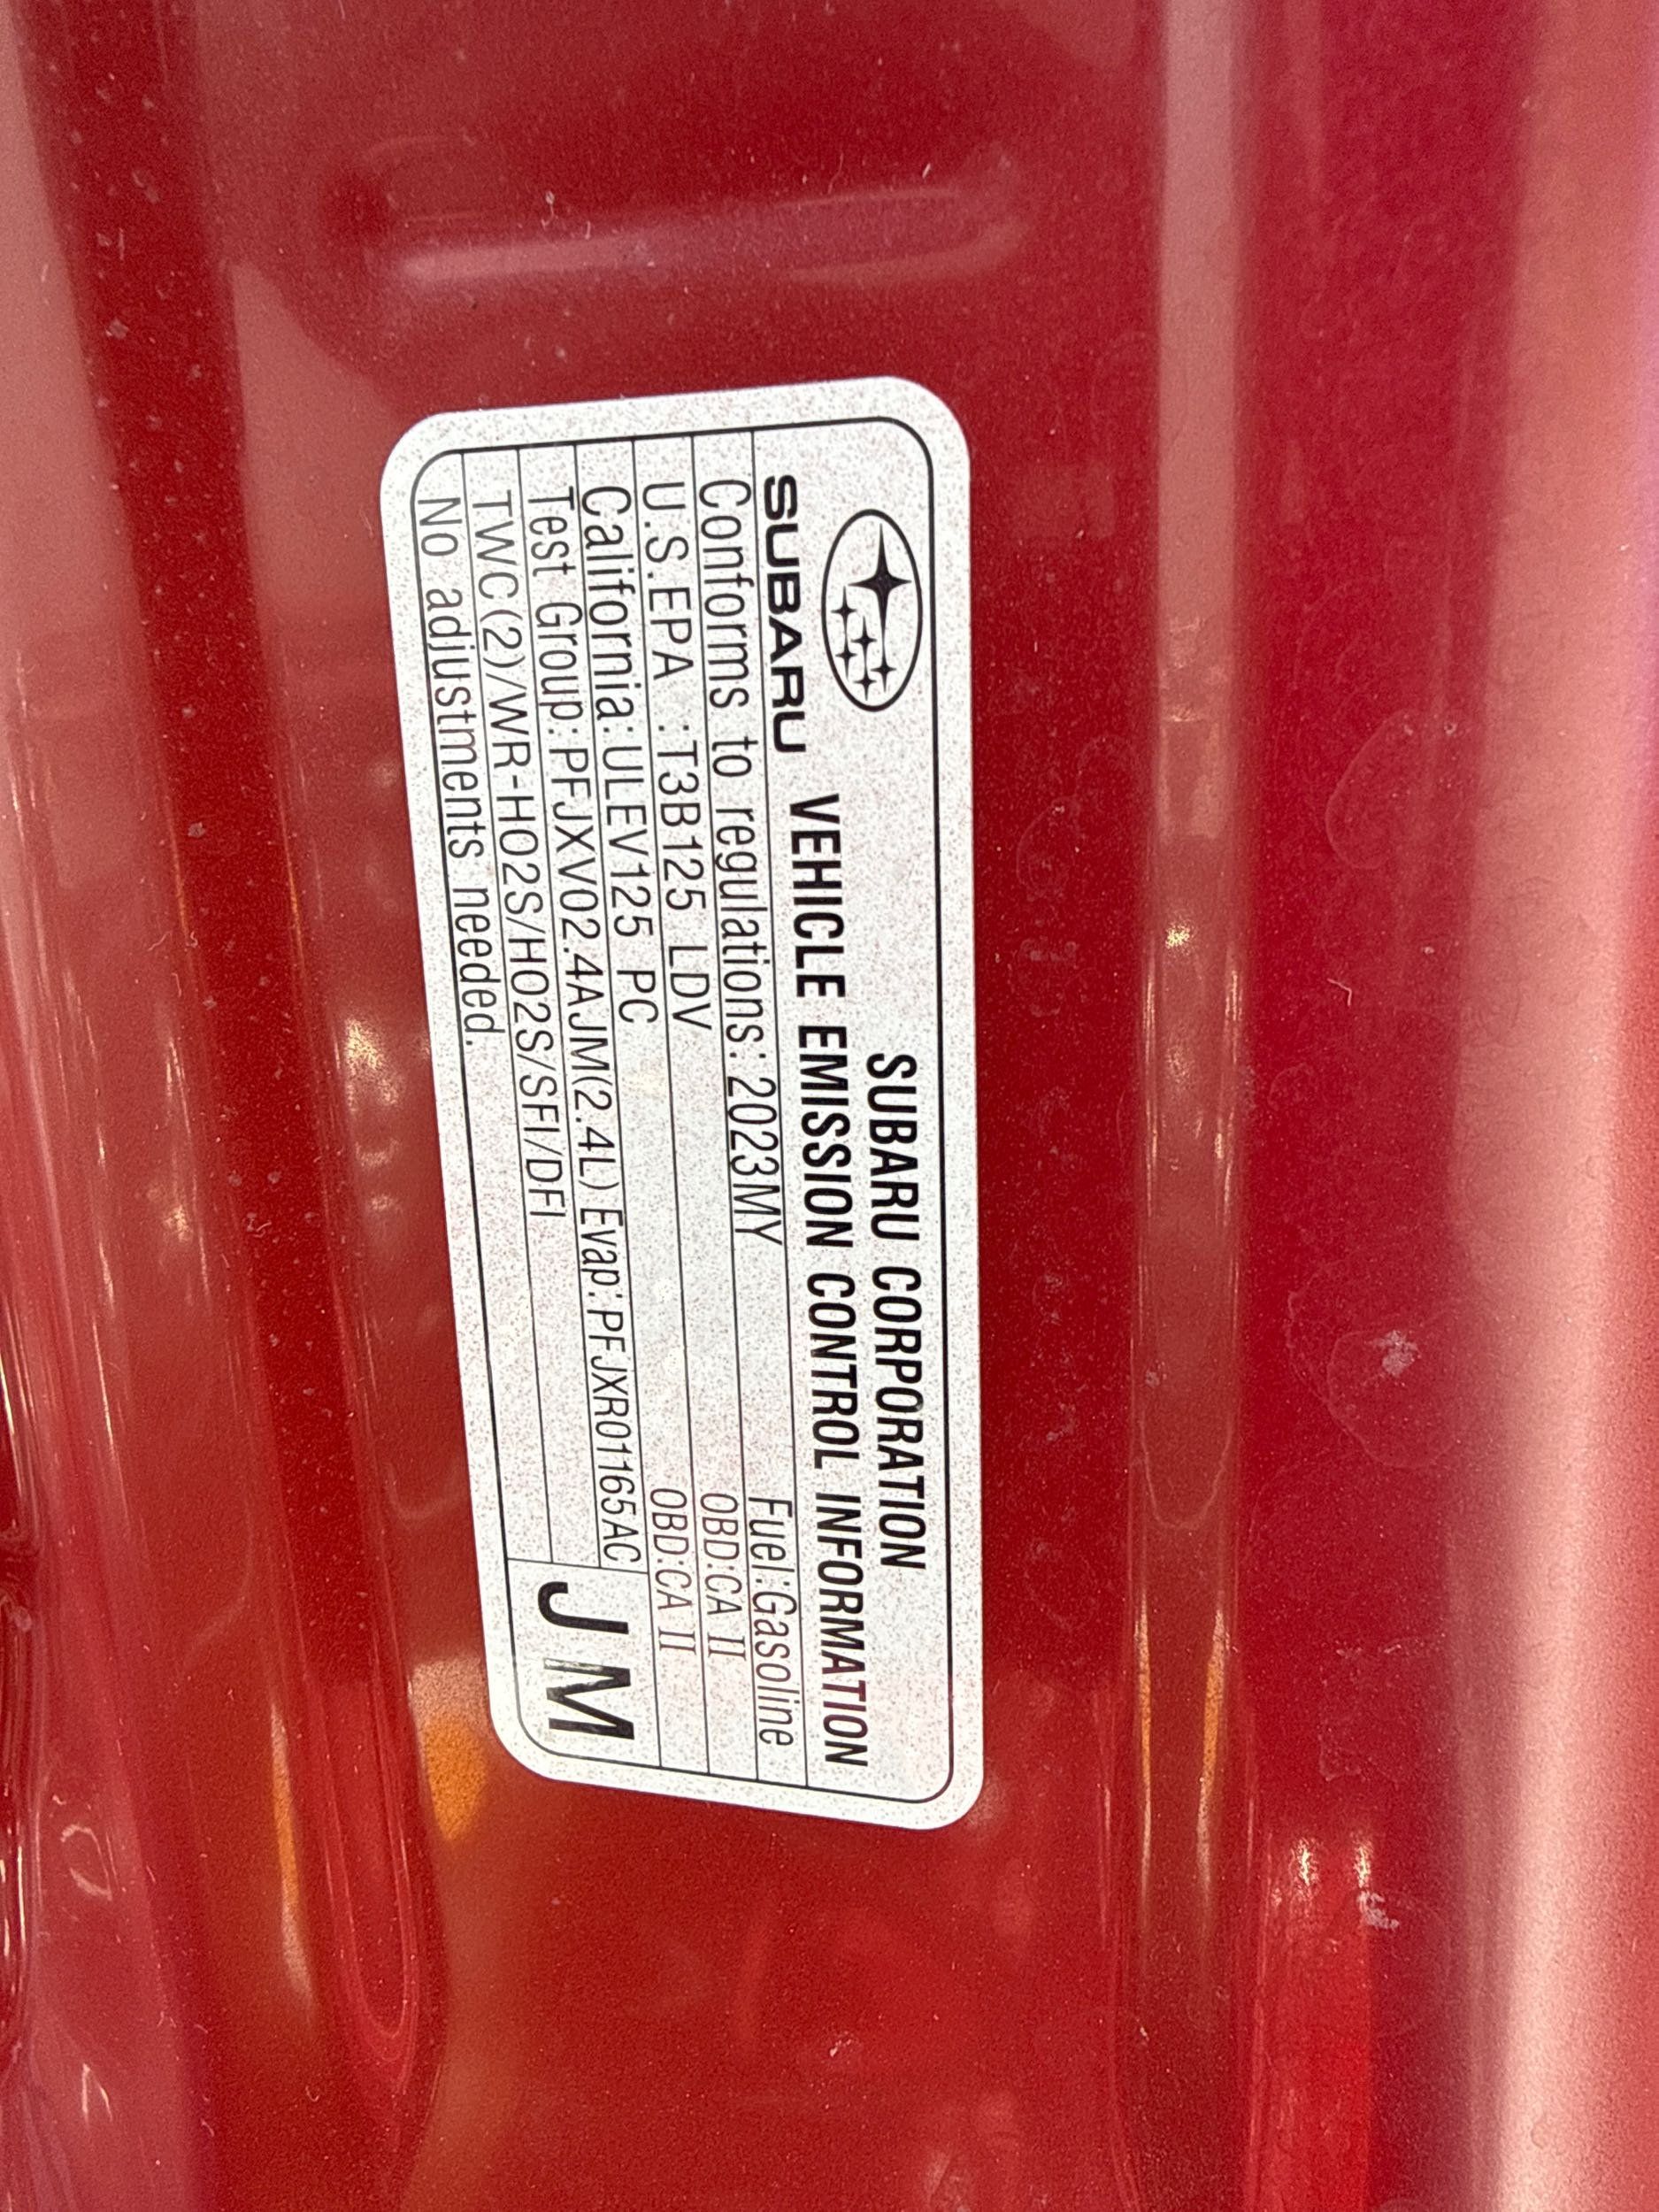 SUBARU CORPORATION
SUBARU VEHICLE EMISSION CONTROL INFORMATION
Conforms to regulations:2023MY Fuel:Gasoline
U.S.EPA :T3B125 LDV OBD:CA II
California:ULEV125 PC OBD:CA II
Test Group:PFJXV02.4AJM(2.4L) Evap:PFJXR01165AC
TWC(2)/WR-HO2S/HO2S/SFI/DFI
No adjustments needed.
JM